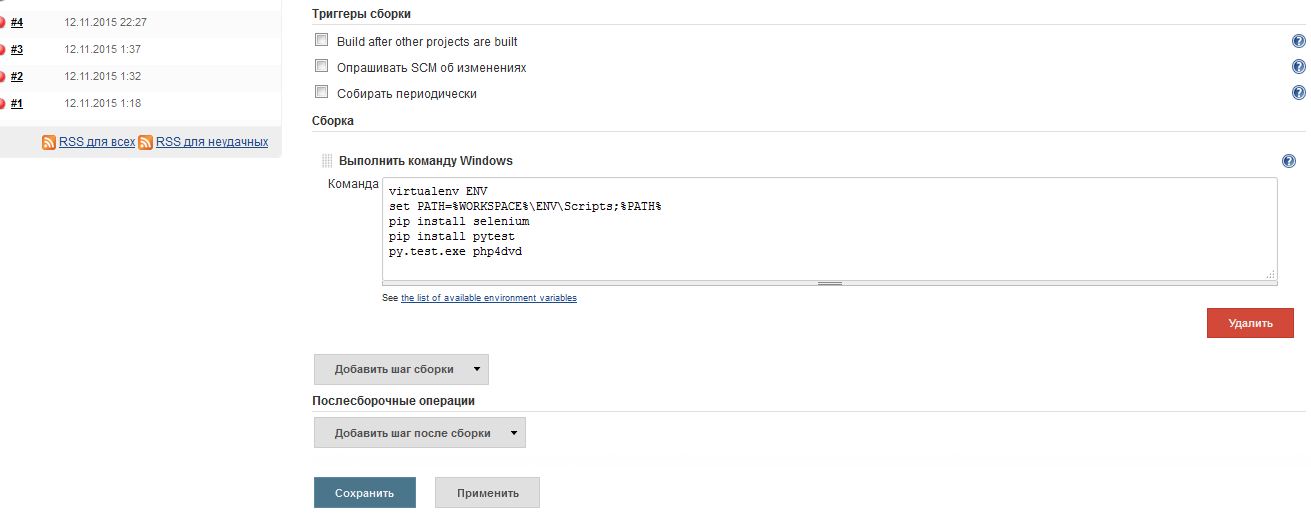 #4 12.11.2015 22:27
#3 12.11.2015 1:37
#2 12.11.2015 1:32
#1 12.11.2015 1:18
RSS для всех RSS для неудачных
Триггеры сборки
Build after other projects are built
Опрашивать SCM об изменениях
Собирать периодически
Сборка
Выполнить команду Windows
Команда
virtualenv ENV
set PATH=%WORKSPACE%\ENV\Scripts;%PATH%
pip install selenium
pip install pytest
py.test.exe php4dvd
See the list of available environment variables
Удалить
Добавить шаг сборки
Послесборочные операции
Добавить шаг после сборки
Сохранить Применить